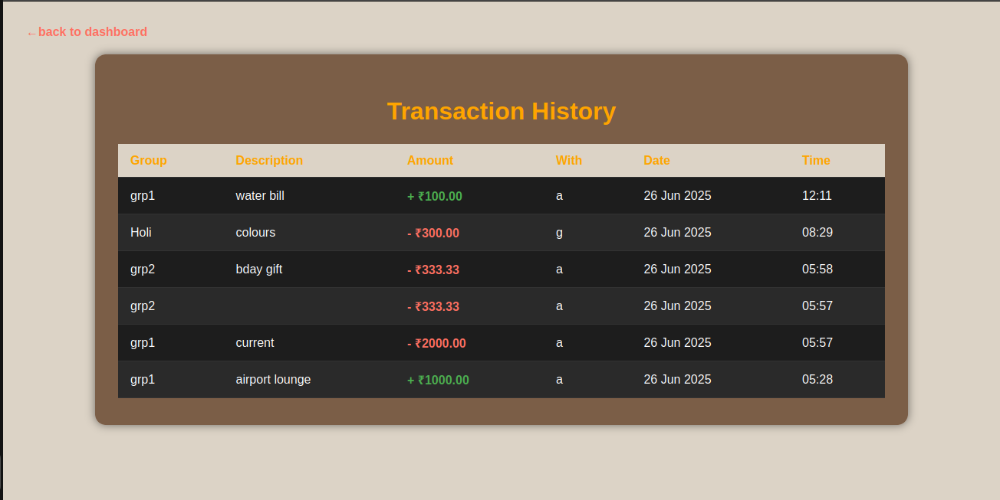 ←back to dashboard
Transaction History
Group Description Amount With Date Time
grp1 water bill + ₹100.00 a 26 Jun 2025 12:11
Holi colours - ₹300.00 g 26 Jun 2025 08:29
grp2 bday gift - ₹333.33 a 26 Jun 2025 05:58
grp2 - ₹333.33 a 26 Jun 2025 05:57
grp1 current - ₹2000.00 a 26 Jun 2025 05:57
grp1 airport lounge + ₹1000.00 a 26 Jun 2025 05:28